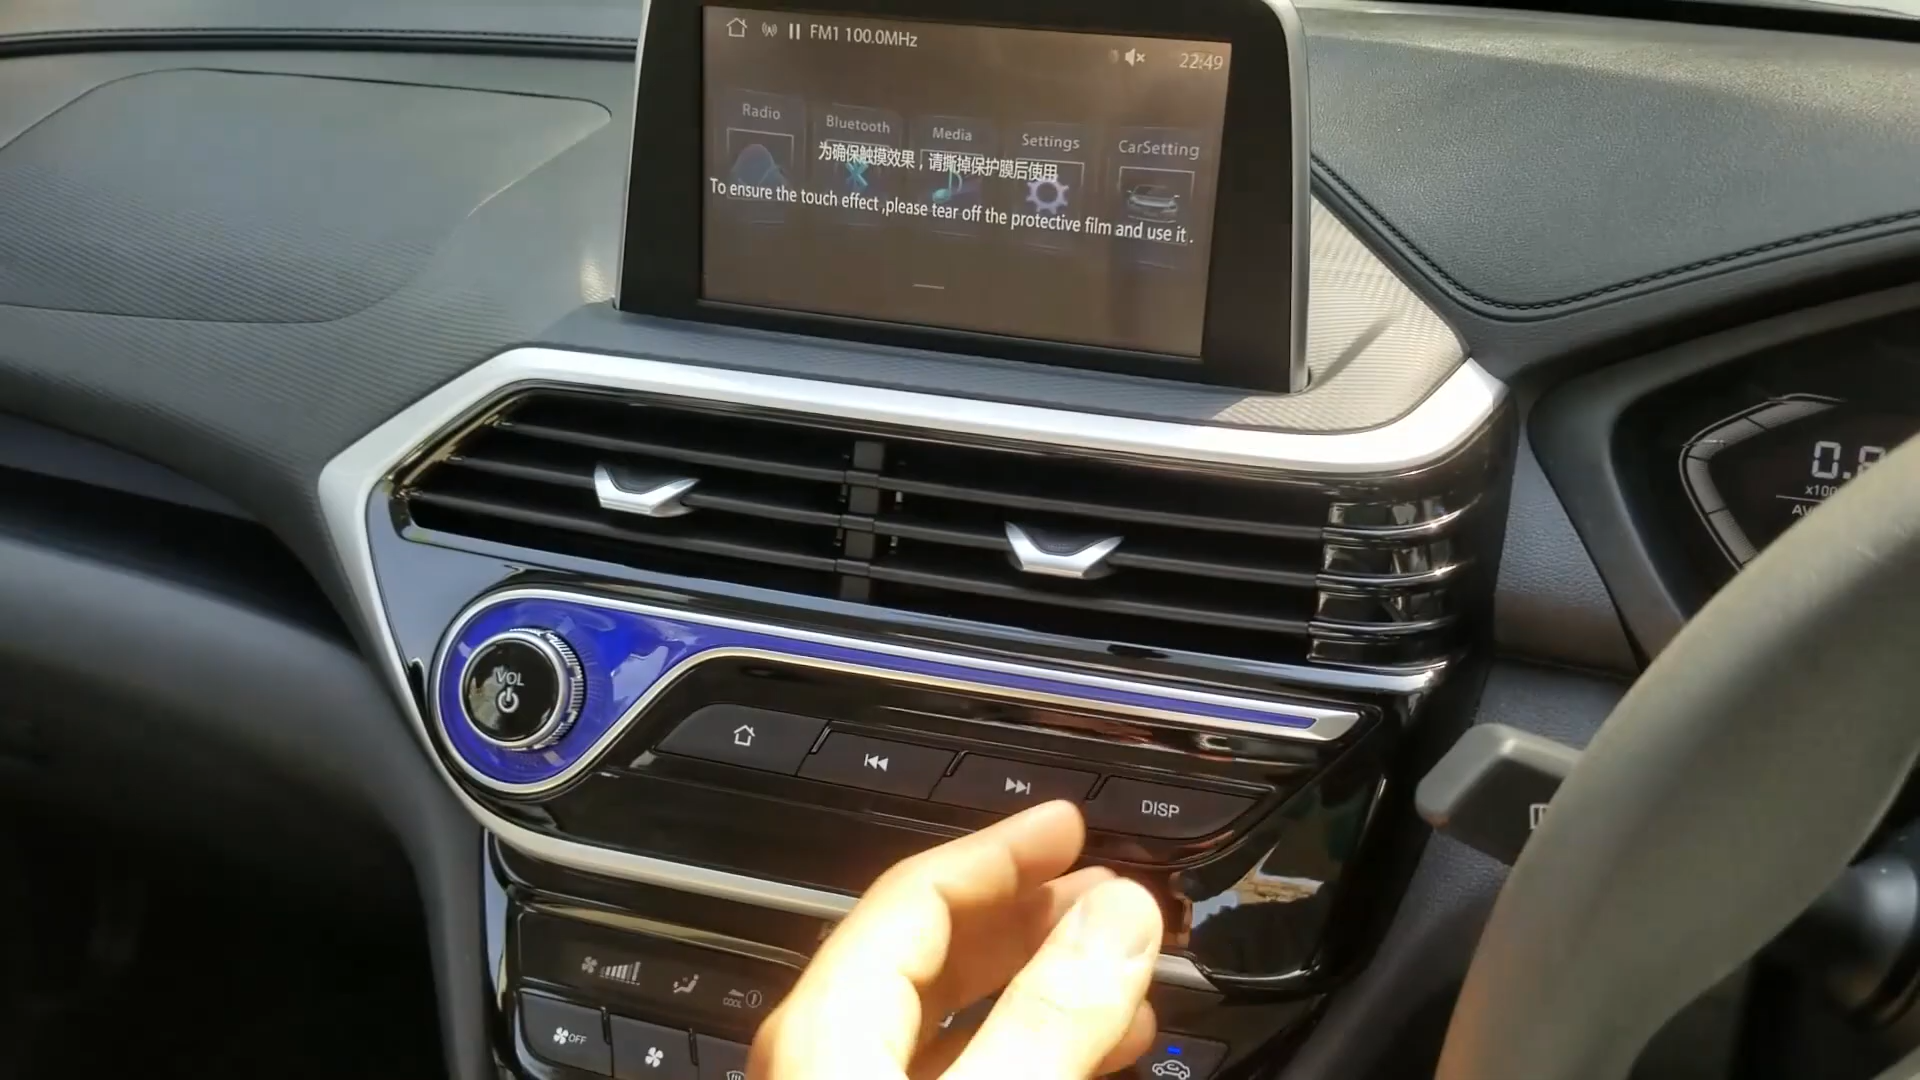 FM1 100.0MHz
22:49
Radio
Bluetooth
Media
Settings
CarSetting
为确保触摸效果，请撕掉保护膜后使用
To ensure the touch effect ,please tear off the protective film and use it .
VOL
DISP
COOL
OFF